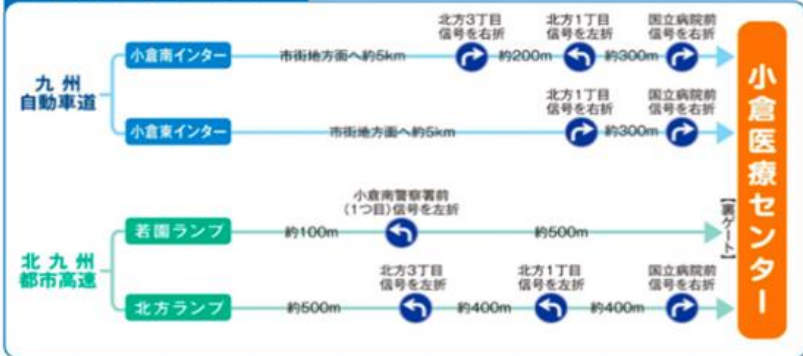 北方3丁目
信号を右折
北方1丁目
信号を左折
国立病院前
信号を右折
小倉南インター
市街地方面へ約5km
約200m
約300m
九州
自動車道
北方1丁目
信号を右折
国立病院前
信号を右折
小倉東インター
市街地方面へ約5km
約300m
小倉南警察署前
(1つ目)信号を左折
若園ランプ
約100m
約500m
【裏ゲート】
北九州
都市高速
北方3丁目
信号を左折
北方1丁目
信号を左折
国立病院前
信号を右折
北方ランプ
約500m
約400m
約400m
小倉医療センター